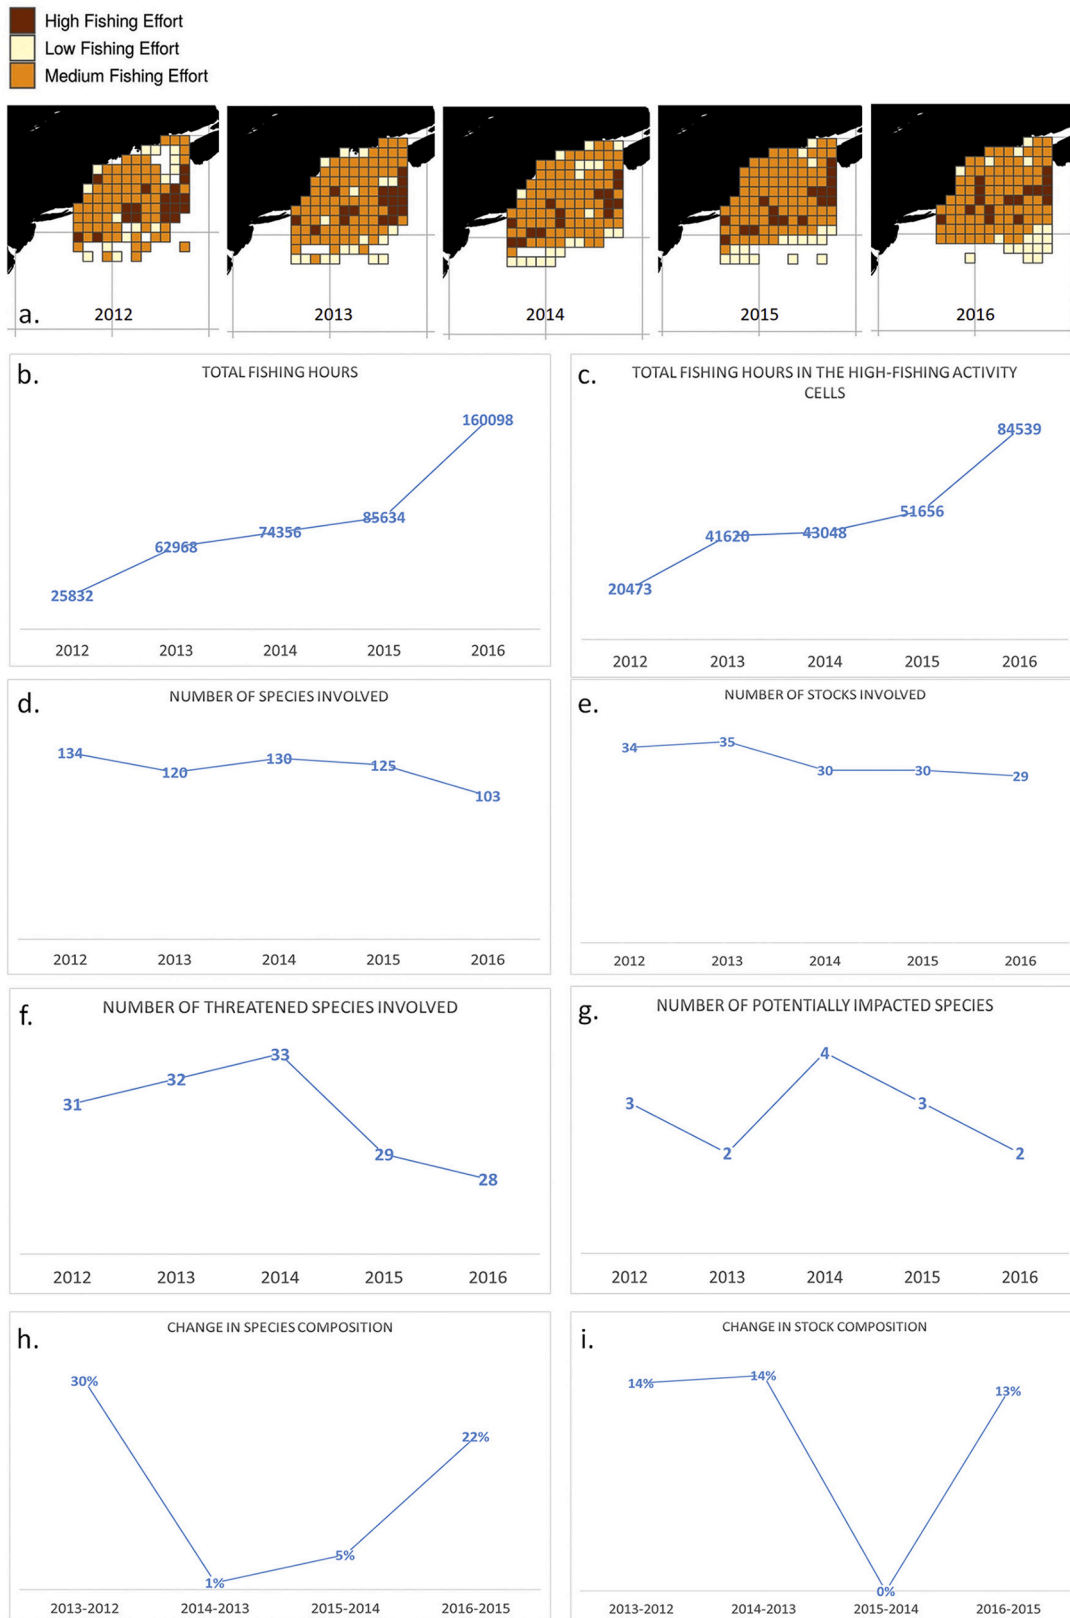 High Fishing Effort
Low Fishing Effort
Medium Fishing Effort
a.
2012
2013
2014
2015
2016
b.
TOTAL FISHING HOURS
160098
85634
74356
62968
25832
2012 2013 2014 2015 2016
c.
TOTAL FISHING HOURS IN THE HIGH-FISHING ACTIVITY
CELLS
84539
51656
41620
43048
20473
2012 2013 2014 2015 2016
d.
NUMBER OF SPECIES INVOLVED
134
120
130
125
103
2012 2013 2014 2015 2016
e.
NUMBER OF STOCKS INVOLVED
34
35
30
30
29
2012 2013 2014 2015 2016
f.
NUMBER OF THREATENED SPECIES INVOLVED
31
32
33
29
28
2012 2013 2014 2015 2016
g.
NUMBER OF POTENTIALLY IMPACTED SPECIES
3
2
4
3
2
2012 2013 2014 2015 2016
h.
CHANGE IN SPECIES COMPOSITION
30%
1%
5%
22%
2013-2012 2014-2013 2015-2014 2016-2015
i.
CHANGE IN STOCK COMPOSITION
14%
14%
0%
13%
2013-2012 2014-2013 2015-2014 2016-2015